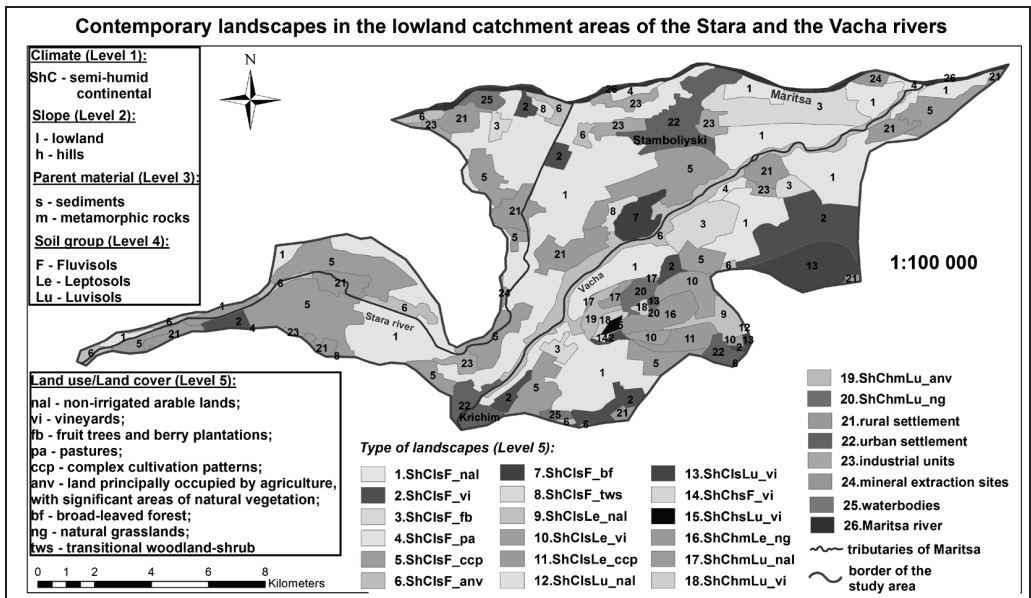 Contemporary landscapes in the lowland catchment areas of the Stara and the Vacha rivers
Climate (Level 1):
ShC - semi-humid
continental
Slope (Level 2):
l - lowland
h - hills
Parent material (Level 3):
s - sediments
m - metamorphic rocks
Soil group (Level 4):
F - Fluvisols
Le - Leptosols
Lu - Luvisols
N
Maritsa
Stamboliyski
Vacha
Stara river
Krichim
1:100 000
Land use/Land cover (Level 5):
nal - non-irrigated arable lands;
vi - vineyards;
fb - fruit trees and berry plantations;
pa - pastures;
ccp - complex cultivation patterns;
anv - land principally occupied by agriculture,
with significant areas of natural vegetation;
bf - broad-leaved forest;
ng - natural grasslands;
tws - transitional woodland-shrub
0 1 2 4 6 8
Kilometers
Type of landscapes (Level 5):
1.ShClsF_nal
2.ShClsF_vi
3.ShClsF_fb
4.ShClsF_pa
5.ShClsF_ccp
6.ShClsF_anv
7.ShClsF_bf
8.ShClsF_tws
9.ShClsLe_nal
10.ShClsLe_vi
11.ShClsLe_ccp
12.ShClsLu_nal
13.ShClsLu_vi
14.ShChsF_vi
15.ShChsLu_vi
16.ShChmLe_ng
17.ShChmLu_nal
18.ShChmLu_vi
19.ShChmLu_anv
20.ShChmLu_ng
21.rural settlement
22.urban settlement
23.industrial units
24.mineral extraction sites
25.waterbodies
26.Maritsa river
tributaries of Maritsa
border of the
study area